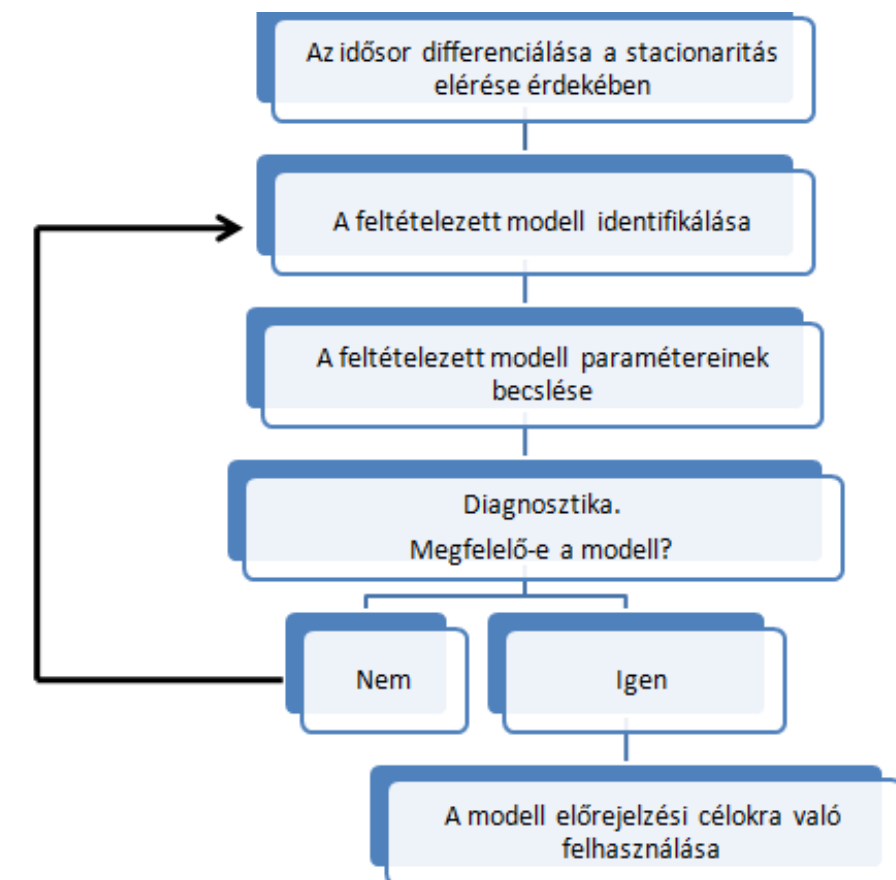 Az idősor differenciálása a stacionaritás
elérése érdekében
A feltételezett modell identifikálása
A feltételezett modell paramétereinek
becslése
Diagnosztika.
Megfelelő-e a modell?
Nem
Igen
A modell előrejelzési célokra való
felhasználása